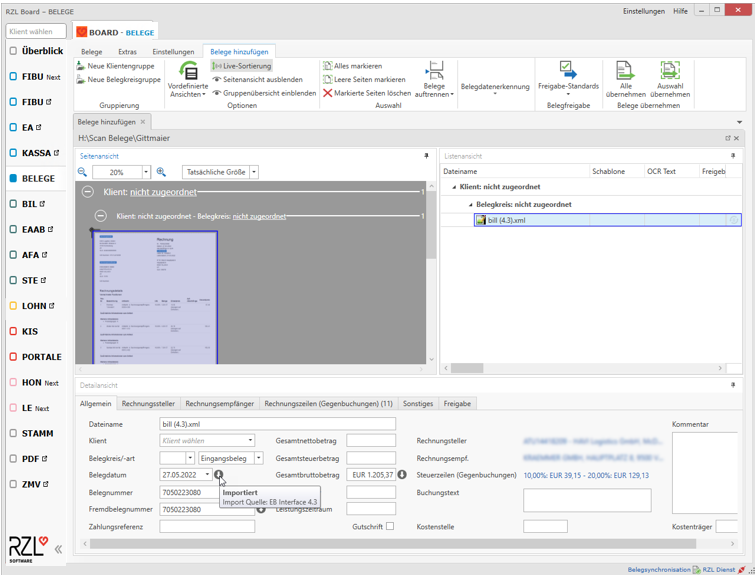 RZL Board – BELEGE
Einstellungen Hilfe
Klient wählen
BOARD - BELEGE
Überblick
FIBU Next
FIBU
EA
KASSA
BELEGE
BIL
EAAB
AFA
STE
LOHN
KIS
PORTALE
HON Next
LE Next
STAMM
PDF
ZMV
RZL
SOFTWARE
Belege Extras Einstellungen Belege hinzufügen
Neue Klientengruppe
Neue Belegkreisgruppe
Gruppierung
Vordefinierte
Ansichten
Live-Sortierung
Seitenansicht ausblenden
Gruppenübersicht einblenden
Optionen
Alles markieren
Leere Seiten markieren
Markierte Seiten löschen
Auswahl
Belege
auftrennen
Belegdatenerkennung
Freigabe-Standards
Belegfreigabe
Alle
übernehmen
Auswahl
übernehmen
Belege übernehmen
Belege hinzufügen
H:\Scan Belege\Gittmaier
Seitenansicht
20%
Tatsächliche Größe
Klient: nicht zugeordnet 1
Klient: nicht zugeordnet - Belegkreis: nicht zugeordnet 1
Rechnung
Listenansicht
Dateiname Schablone OCR Text Freigeb
Klient: nicht zugeordnet
Belegkreis: nicht zugeordnet
bill (4.3).xml
Detailansicht
Allgemein Rechnungssteller Rechnungsempfänger Rechnungszeilen (Gegenbuchungen) (11) Sonstiges Freigabe
Dateiname bill (4.3).xml
Klient Klient wählen
Belegkreis/-art Eingangsbeleg
Belegdatum 27.05.2022
Belegnummer 7050223080
Fremdbelegnummer 7050223080
Zahlungsreferenz
Importiert
Import Quelle: EB Interface 4.3
Gesamtnettobetrag
Gesamtsteuerbetrag
Gesamtbruttobetrag EUR 1.205,37
Leistungszeitraum
Gutschrift
Rechnungsteller
Rechnungsempf.
Steuerzeilen (Gegenbuchungen) 10,00%: EUR 39,15 - 20,00%: EUR 129,13
Buchungstext
Kostenstelle
Kostenträger
Kommentar
Belegsynchronisation RZL Dienst